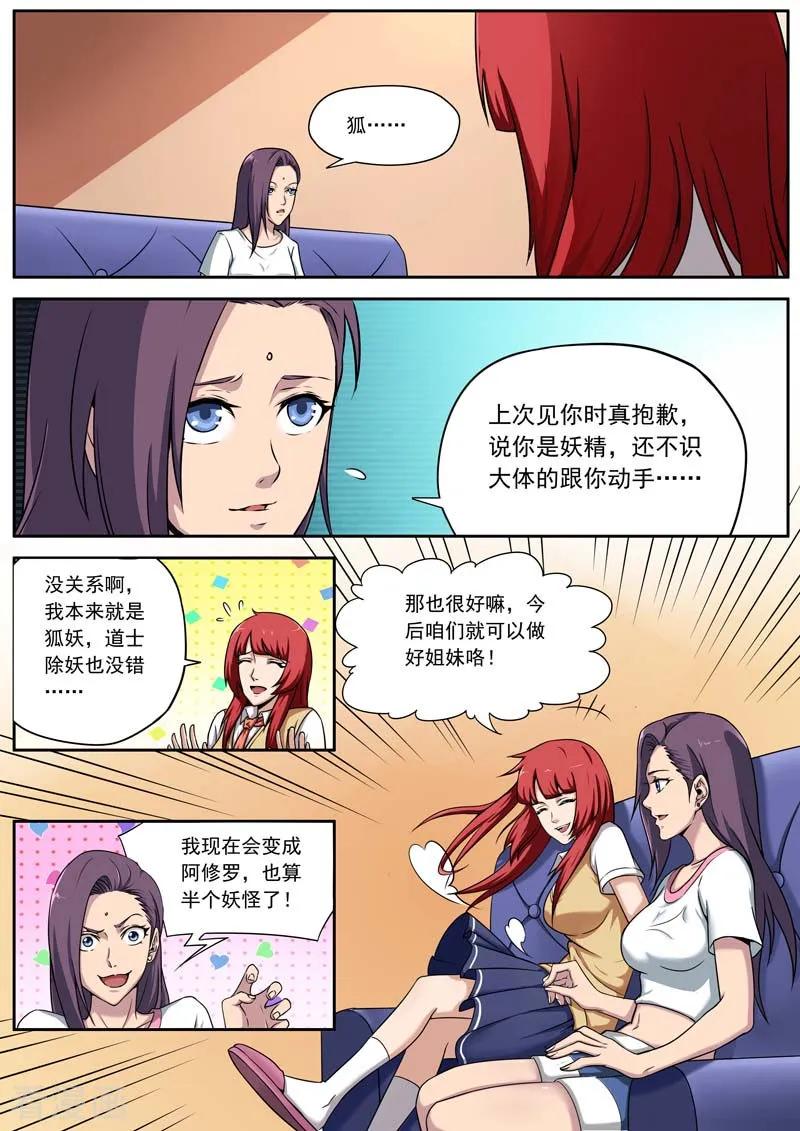 狐……
上次见你时真抱歉，
说你是妖精，还不识
大体的跟你动手……
没关系啊，
我本来就是
狐妖，道士
除妖也没错
……
那也很好嘛，今
后咱们就可以做
好姐妹咯！
我现在会变成
阿修罗，也算
半个妖怪了！
看漫画